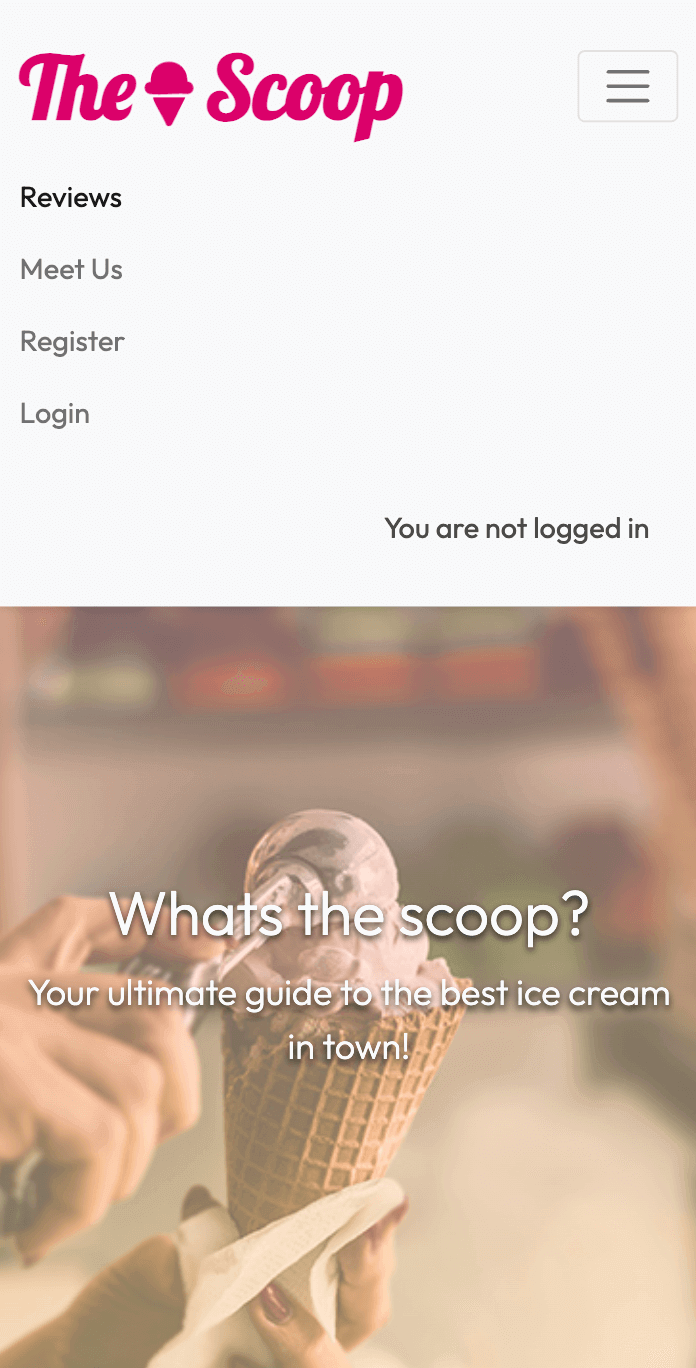 The Scoop
Reviews
Meet Us
Register
Login
You are not logged in
Whats the scoop?
Your ultimate guide to the best ice cream
in town!